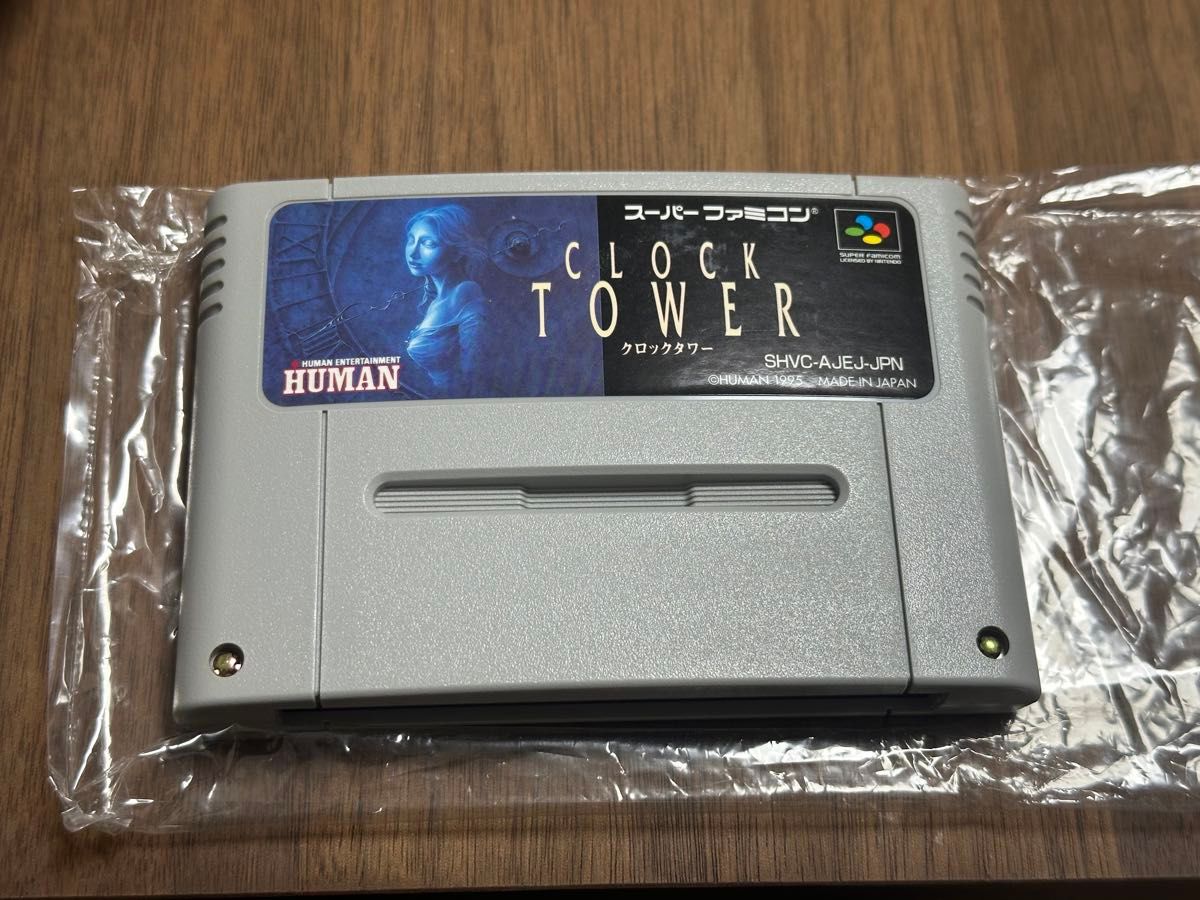 スーパーファミコン®
SUPER FAMICOM
LICENSED BY NINTENDO
CLOCK
TOWER
クロックタワー
HUMAN ENTERTAINMENT
HUMAN
SHVC-AJEJ-JPN
©HUMAN 1995 MADE IN JAPAN